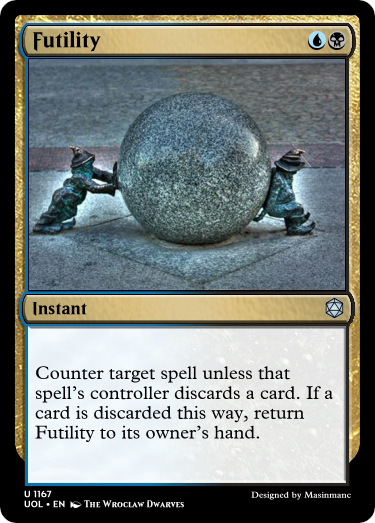 Futility
Instant
Counter target spell unless that
spell's controller discards a card. If a
card is discarded this way, return
Futility to its owner's hand.
U 1167
UOL • EN The Wroclaw Dwarves
Designed by Masinmanc